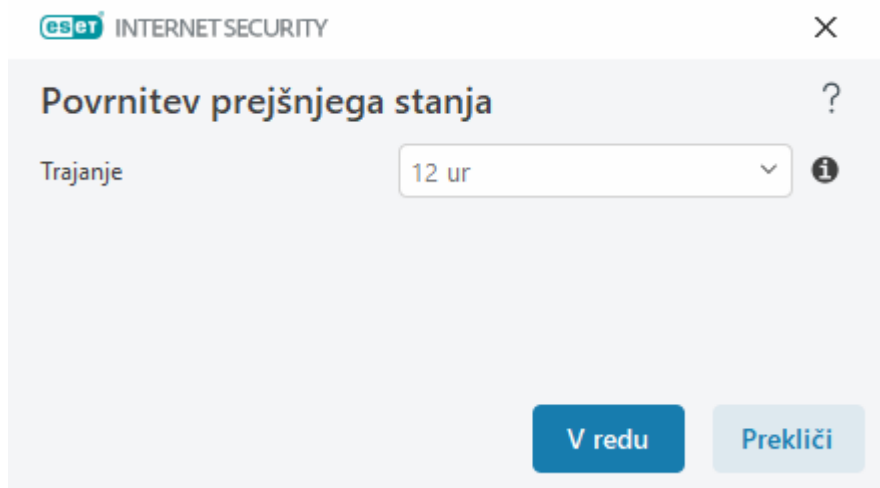 eset INTERNET SECURITY
Povrnitev prejšnjega stanja
?
Trajanje
12 ur
V redu
Prekliči